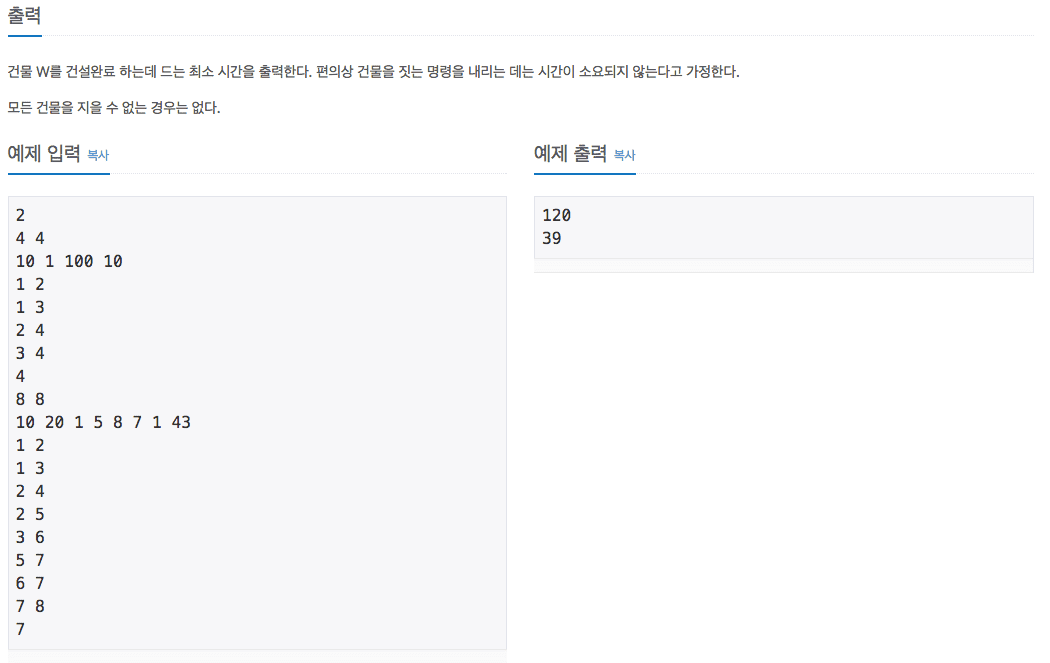 출력
건물 W를 건설완료 하는데 드는 최소 시간을 출력한다. 편의상 건물을 짓는 명령을 내리는 데는 시간이 소요되지 않는다고 가정한다.
모든 건물을 지을 수 없는 경우는 없다.
예제 입력 복사
2
4 4
10 1 100 10
1 2
1 3
2 4
3 4
4
8 8
10 20 1 5 8 7 1 43
1 2
1 3
2 4
2 5
3 6
5 7
6 7
7 8
7
예제 출력 복사
120
39